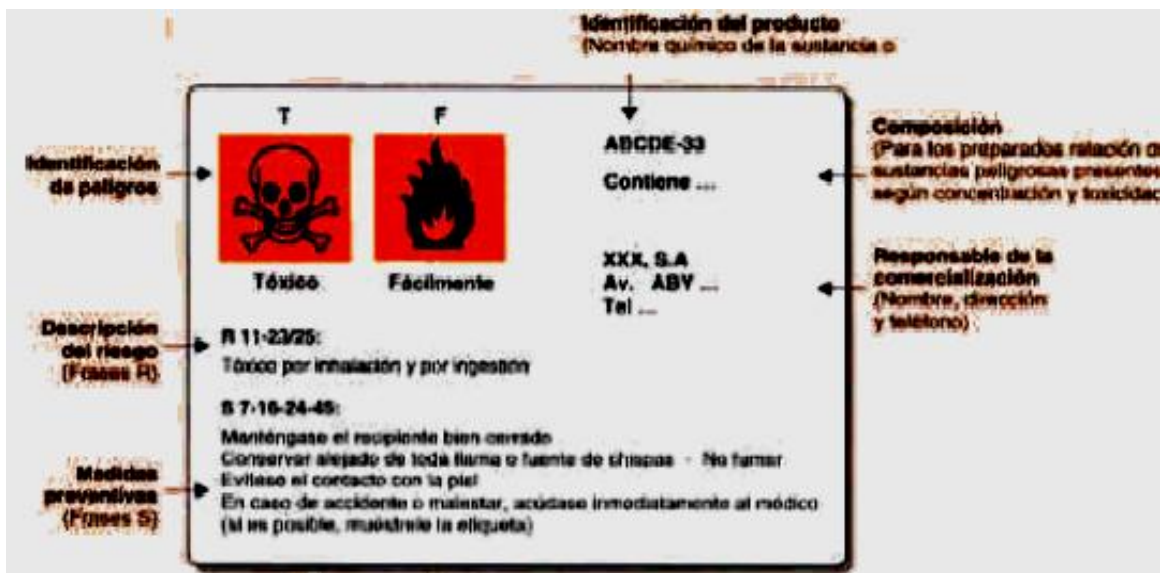 Identificación del producto
(Nombre químico de la sustancia o
T
F
Identificación
de peligros
ABCDE-33
Contiene ...
Composición
(Para los preparados relación de
sustancias peligrosas presentes
según concentración y toxicidad
Tóxico
Fácilmente
XXX, S.A
Av. ABY ...
Tel ...
Responsable de la
comercialización
(Nombre, dirección
y teléfono)
Descripción
del riesgo
(Frases R)
R 11-23/25:
Tóxico por inhalación y por ingestión
S 7-16-24-45:
Manténgase el recipiente bien cerrado
Conservar alejado de toda llama o fuente de chispas - No fumar
Evítese el contacto con la piel
En caso de accidente o malestar, acúdase inmediatamente al médico
(si es posible, muéstrele la etiqueta)
Medidas
preventivas
(Frases S)